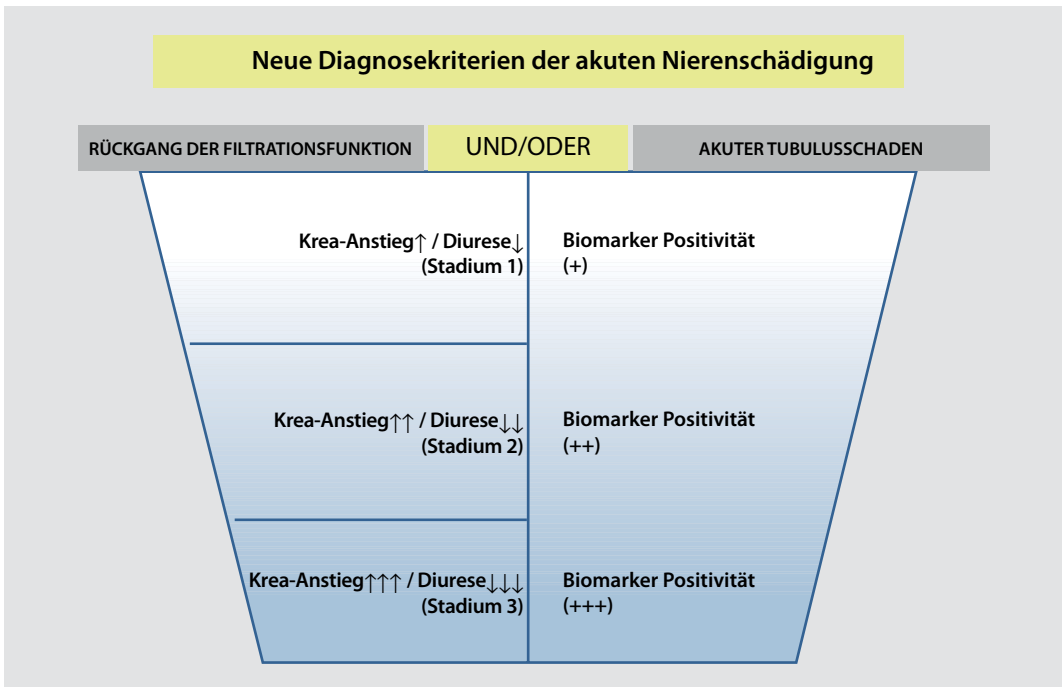 Neue Diagnosekriterien der akuten Nierenschädigung
RÜCKGANG DER FILTRATIONSFUNKTION
UND/ODER
AKUTER TUBULUSSCHADEN
Krea-Anstieg↑ / Diurese↓
(Stadium 1)
Biomarker Positivität
(+)
Krea-Anstieg↑↑ / Diurese↓↓
(Stadium 2)
Biomarker Positivität
(++)
Krea-Anstieg↑↑↑ / Diurese↓↓↓
(Stadium 3)
Biomarker Positivität
(+++)